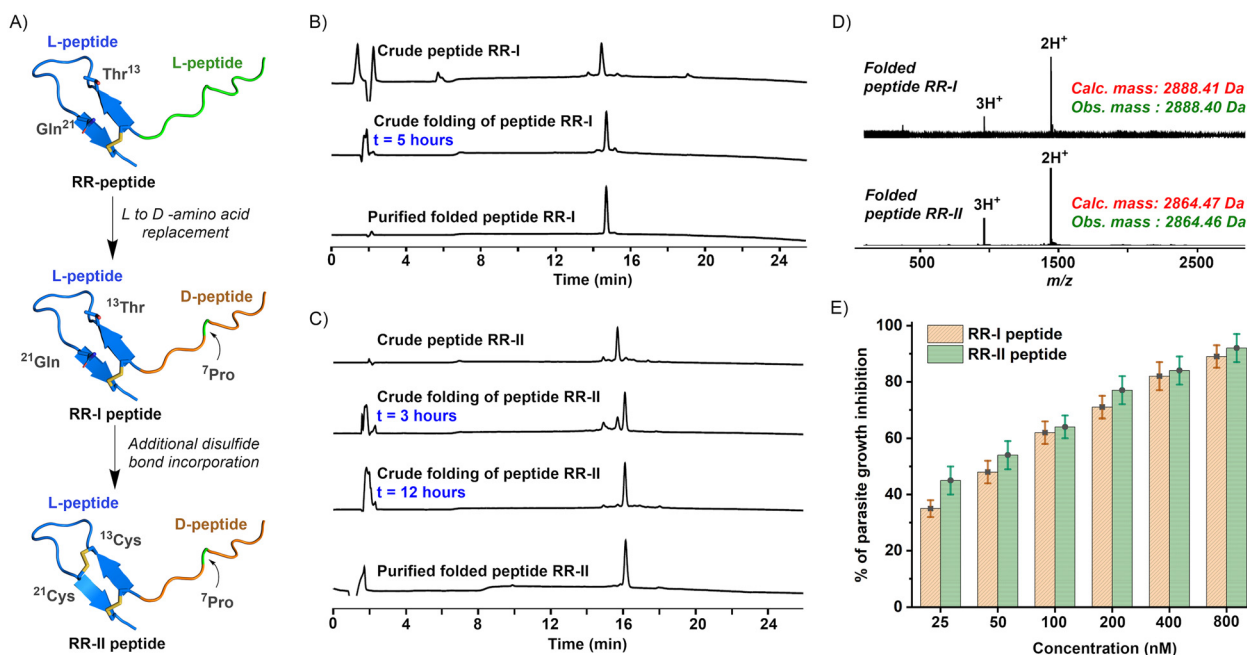 A)
L-peptide
L-peptide
Thr¹³
Gln²¹
RR-peptide
L to D -amino acid
replacement
L-peptide
D-peptide
¹³Thr
²¹Gln
⁷Pro
RR-I peptide
Additional disulfide
bond incorporation
L-peptide
D-peptide
¹³Cys
²¹Cys
⁷Pro
RR-II peptide
B)
Crude peptide RR-I
Crude folding of peptide RR-I
t = 5 hours
Purified folded peptide RR-I
0 4 8 12 16 20 24
Time (min)
C)
Crude peptide RR-II
Crude folding of peptide RR-II
t = 3 hours
Crude folding of peptide RR-II
t = 12 hours
Purified folded peptide RR-II
0 4 8 12 16 20 24
Time (min)
D)
Folded
peptide RR-I
3H⁺
2H⁺
Calc. mass: 2888.41 Da
Obs. mass : 2888.40 Da
Folded
peptide RR-II
3H⁺
2H⁺
Calc. mass: 2864.47 Da
Obs. mass : 2864.46 Da
500 1500 2500
m/z
E)
% of parasite growth inhibition
100
80
60
40
20
0
RR-I peptide
RR-II peptide
25 50 100 200 400 800
Concentration (nM)